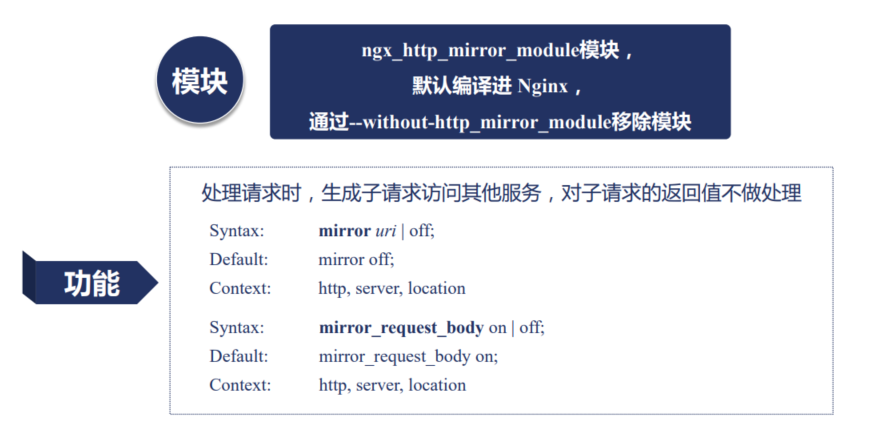 模块
ngx_http_mirror_module模块，
默认编译进 Nginx，
通过--without-http_mirror_module移除模块
处理请求时，生成子请求访问其他服务，对子请求的返回值不做处理
Syntax: mirror uri | off;
Default: mirror off;
Context: http, server, location
功能
Syntax: mirror_request_body on | off;
Default: mirror_request_body on;
Context: http, server, location